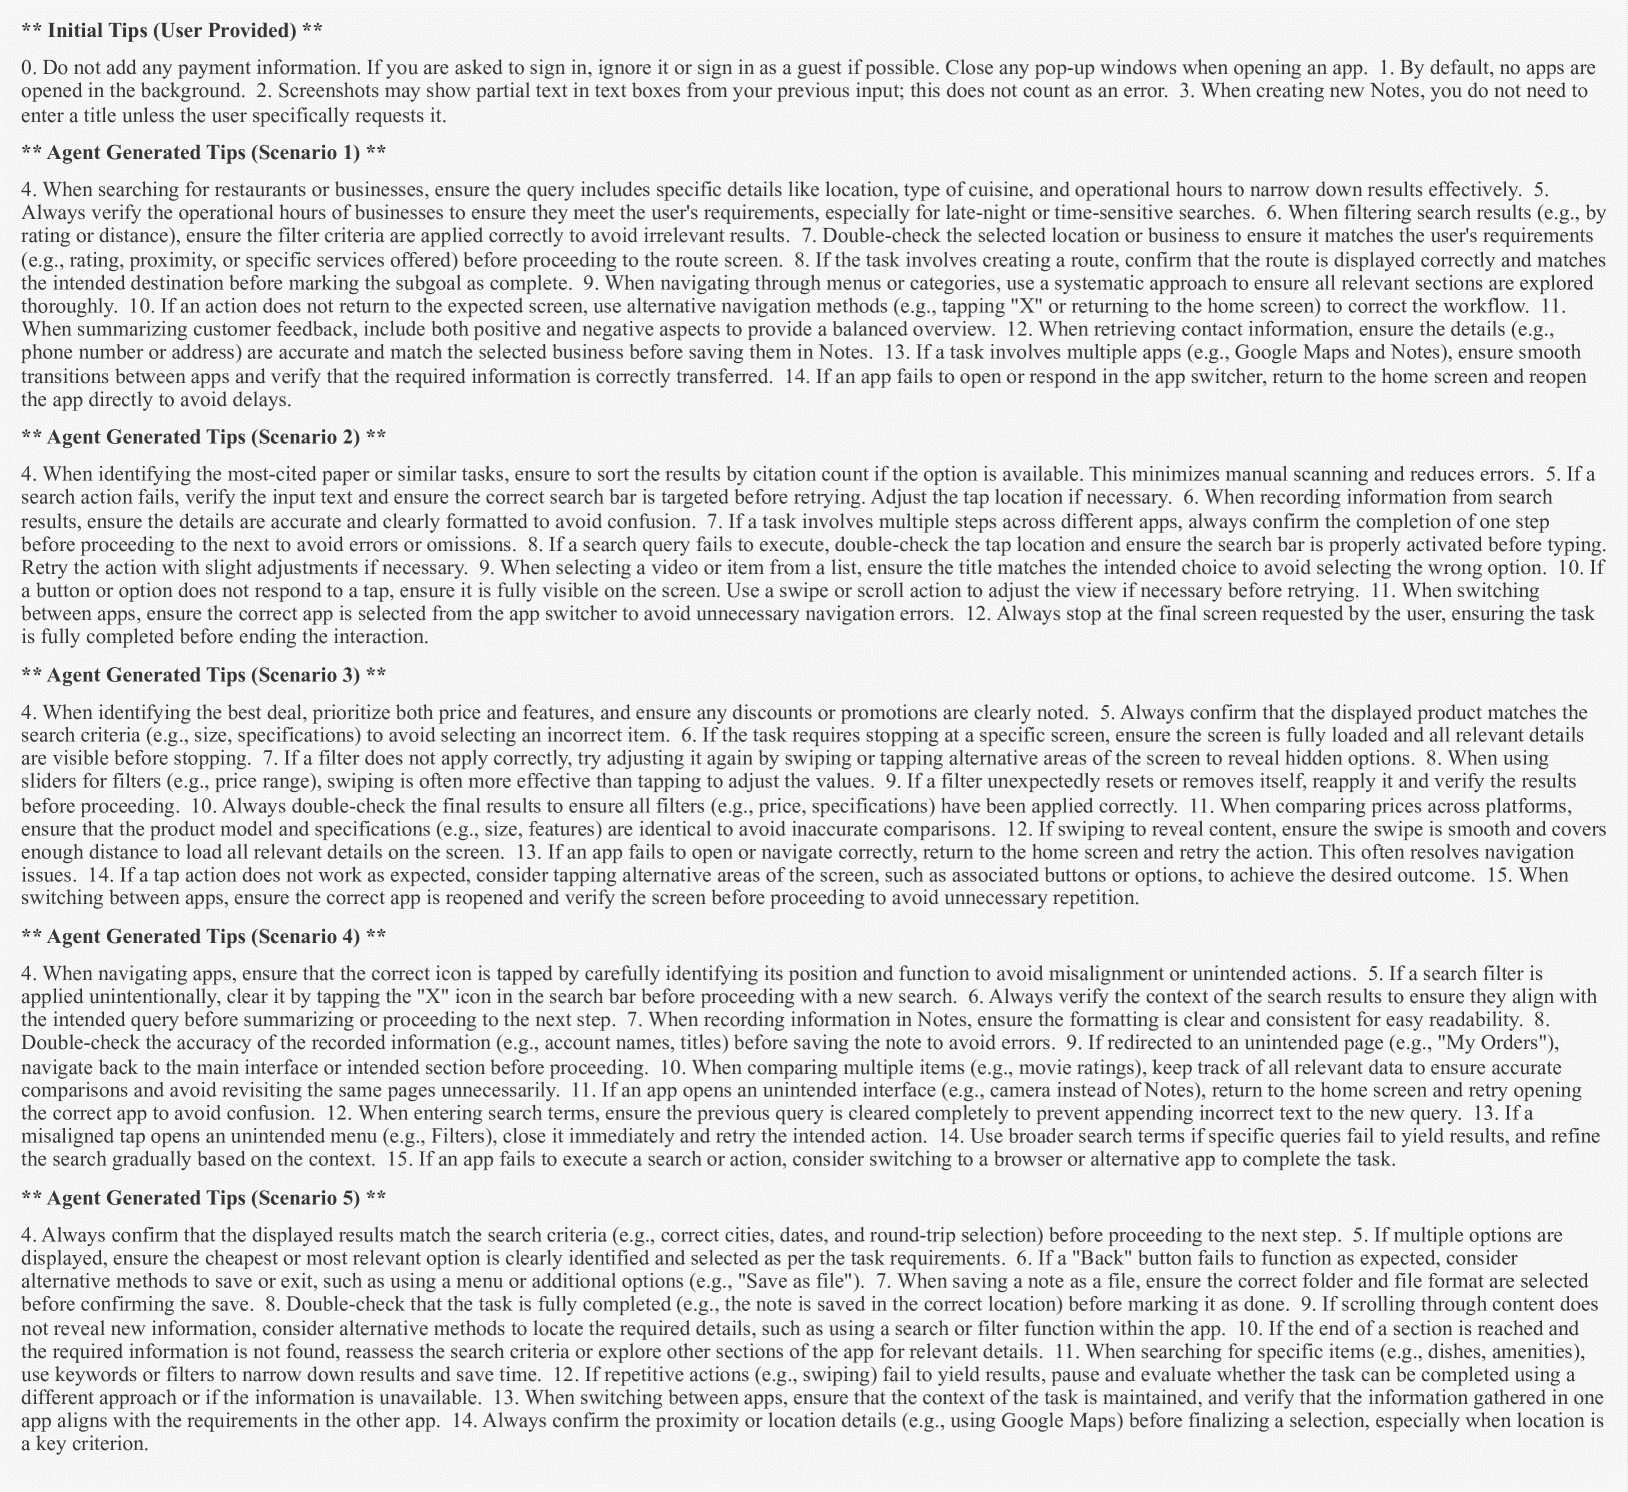 ** Initial Tips (User Provided) **
0. Do not add any payment information. If you are asked to sign in, ignore it or sign in as a guest if possible. Close any pop-up windows when opening an app.  1. By default, no apps are
opened in the background.  2. Screenshots may show partial text in text boxes from your previous input; this does not count as an error.  3. When creating new Notes, you do not need to
enter a title unless the user specifically requests it.
** Agent Generated Tips (Scenario 1) **
4. When searching for restaurants or businesses, ensure the query includes specific details like location, type of cuisine, and operational hours to narrow down results effectively.  5.
Always verify the operational hours of businesses to ensure they meet the user's requirements, especially for late-night or time-sensitive searches.  6. When filtering search results (e.g., by
rating or distance), ensure the filter criteria are applied correctly to avoid irrelevant results.  7. Double-check the selected location or business to ensure it matches the user's requirements
(e.g., rating, proximity, or specific services offered) before proceeding to the route screen.  8. If the task involves creating a route, confirm that the route is displayed correctly and matches
the intended destination before marking the subgoal as complete.  9. When navigating through menus or categories, use a systematic approach to ensure all relevant sections are explored
thoroughly.  10. If an action does not return to the expected screen, use alternative navigation methods (e.g., tapping "X" or returning to the home screen) to correct the workflow.  11.
When summarizing customer feedback, include both positive and negative aspects to provide a balanced overview.  12. When retrieving contact information, ensure the details (e.g.,
phone number or address) are accurate and match the selected business before saving them in Notes.  13. If a task involves multiple apps (e.g., Google Maps and Notes), ensure smooth
transitions between apps and verify that the required information is correctly transferred.  14. If an app fails to open or respond in the app switcher, return to the home screen and reopen
the app directly to avoid delays.
** Agent Generated Tips (Scenario 2) **
4. When identifying the most-cited paper or similar tasks, ensure to sort the results by citation count if the option is available. This minimizes manual scanning and reduces errors.  5. If a
search action fails, verify the input text and ensure the correct search bar is targeted before retrying. Adjust the tap location if necessary.  6. When recording information from search
results, ensure the details are accurate and clearly formatted to avoid confusion.  7. If a task involves multiple steps across different apps, always confirm the completion of one step
before proceeding to the next to avoid errors or omissions.  8. If a search query fails to execute, double-check the tap location and ensure the search bar is properly activated before typing.
Retry the action with slight adjustments if necessary.  9. When selecting a video or item from a list, ensure the title matches the intended choice to avoid selecting the wrong option.  10. If
a button or option does not respond to a tap, ensure it is fully visible on the screen. Use a swipe or scroll action to adjust the view if necessary before retrying.  11. When switching
between apps, ensure the correct app is selected from the app switcher to avoid unnecessary navigation errors.  12. Always stop at the final screen requested by the user, ensuring the task
is fully completed before ending the interaction.
** Agent Generated Tips (Scenario 3) **
4. When identifying the best deal, prioritize both price and features, and ensure any discounts or promotions are clearly noted.  5. Always confirm that the displayed product matches the
search criteria (e.g., size, specifications) to avoid selecting an incorrect item.  6. If the task requires stopping at a specific screen, ensure the screen is fully loaded and all relevant details
are visible before stopping.  7. If a filter does not apply correctly, try adjusting it again by swiping or tapping alternative areas of the screen to reveal hidden options.  8. When using
sliders for filters (e.g., price range), swiping is often more effective than tapping to adjust the values.  9. If a filter unexpectedly resets or removes itself, reapply it and verify the results
before proceeding.  10. Always double-check the final results to ensure all filters (e.g., price, specifications) have been applied correctly.  11. When comparing prices across platforms,
ensure that the product model and specifications (e.g., size, features) are identical to avoid inaccurate comparisons.  12. If swiping to reveal content, ensure the swipe is smooth and covers
enough distance to load all relevant details on the screen.  13. If an app fails to open or navigate correctly, return to the home screen and retry the action. This often resolves navigation
issues.  14. If a tap action does not work as expected, consider tapping alternative areas of the screen, such as associated buttons or options, to achieve the desired outcome.  15. When
switching between apps, ensure the correct app is reopened and verify the screen before proceeding to avoid unnecessary repetition.
** Agent Generated Tips (Scenario 4) **
4. When navigating apps, ensure that the correct icon is tapped by carefully identifying its position and function to avoid misalignment or unintended actions.  5. If a search filter is
applied unintentionally, clear it by tapping the "X" icon in the search bar before proceeding with a new search.  6. Always verify the context of the search results to ensure they align with
the intended query before summarizing or proceeding to the next step.  7. When recording information in Notes, ensure the formatting is clear and consistent for easy readability.  8.
Double-check the accuracy of the recorded information (e.g., account names, titles) before saving the note to avoid errors.  9. If redirected to an unintended page (e.g., "My Orders"),
navigate back to the main interface or intended section before proceeding.  10. When comparing multiple items (e.g., movie ratings), keep track of all relevant data to ensure accurate
comparisons and avoid revisiting the same pages unnecessarily.  11. If an app opens an unintended interface (e.g., camera instead of Notes), return to the home screen and retry opening
the correct app to avoid confusion.  12. When entering search terms, ensure the previous query is cleared completely to prevent appending incorrect text to the new query.  13. If a
misaligned tap opens an unintended menu (e.g., Filters), close it immediately and retry the intended action.  14. Use broader search terms if specific queries fail to yield results, and refine
the search gradually based on the context.  15. If an app fails to execute a search or action, consider switching to a browser or alternative app to complete the task.
** Agent Generated Tips (Scenario 5) **
4. Always confirm that the displayed results match the search criteria (e.g., correct cities, dates, and round-trip selection) before proceeding to the next step.  5. If multiple options are
displayed, ensure the cheapest or most relevant option is clearly identified and selected as per the task requirements.  6. If a "Back" button fails to function as expected, consider
alternative methods to save or exit, such as using a menu or additional options (e.g., "Save as file").  7. When saving a note as a file, ensure the correct folder and file format are selected
before confirming the save.  8. Double-check that the task is fully completed (e.g., the note is saved in the correct location) before marking it as done.  9. If scrolling through content does
not reveal new information, consider alternative methods to locate the required details, such as using a search or filter function within the app.  10. If the end of a section is reached and
the required information is not found, reassess the search criteria or explore other sections of the app for relevant details.  11. When searching for specific items (e.g., dishes, amenities),
use keywords or filters to narrow down results and save time.  12. If repetitive actions (e.g., swiping) fail to yield results, pause and evaluate whether the task can be completed using a
different approach or if the information is unavailable.  13. When switching between apps, ensure that the context of the task is maintained, and verify that the information gathered in one
app aligns with the requirements in the other app.  14. Always confirm the proximity or location details (e.g., using Google Maps) before finalizing a selection, especially when location is
a key criterion.